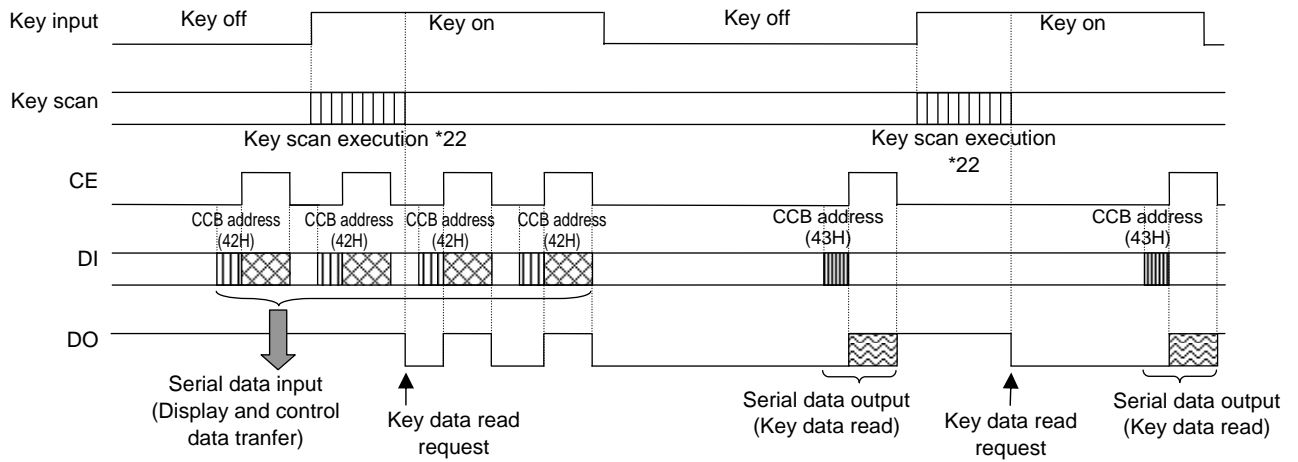 Key input
Key off
Key on
Key off
Key on
Key scan
Key scan execution *22
Key scan execution
*22
CE
CCB address
(42H)
CCB address
(42H)
CCB address
(42H)
CCB address
(42H)
CCB address
(43H)
CCB address
(43H)
DI
DO
Serial data input
(Display and control
data tranfer)
Key data read
request
Serial data output
(Key data read)
Key data read
request
Serial data output
(Key data read)